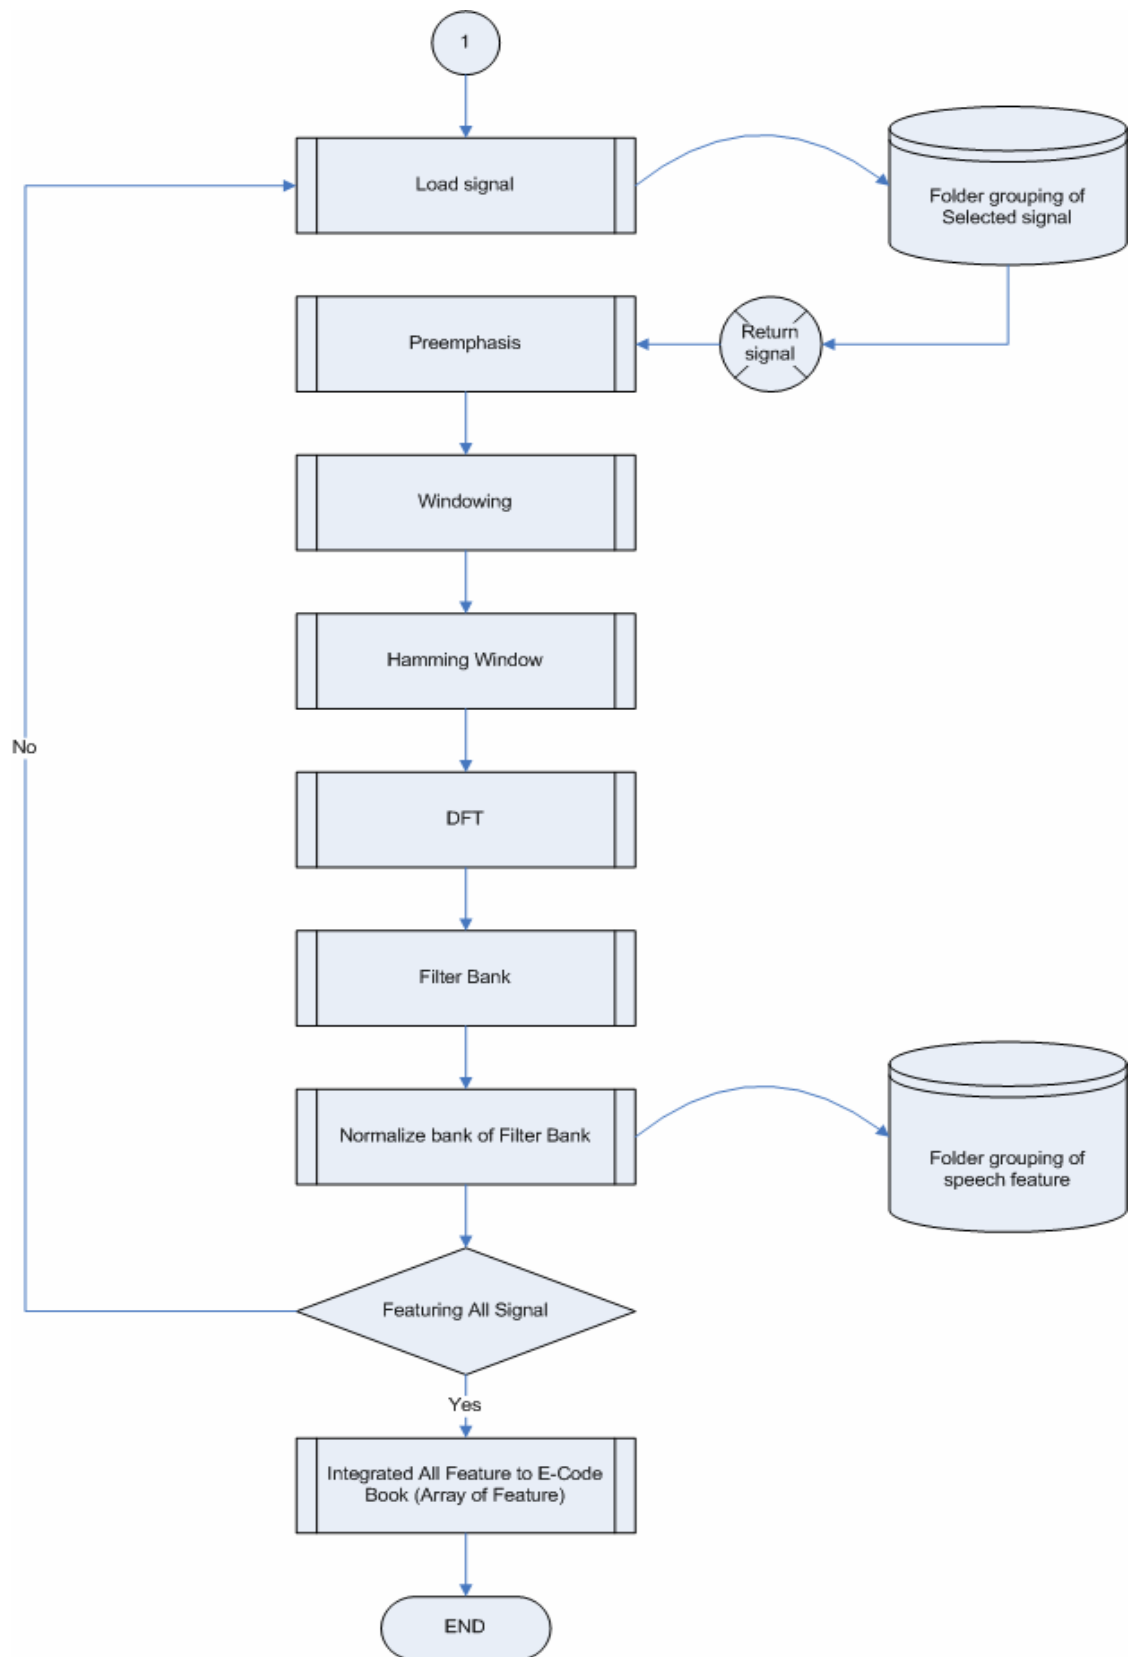 1
Load signal
Folder grouping of
Selected signal
Preemphasis
Return
signal
Windowing
Hamming Window
No
DFT
Filter Bank
Normalize bank of Filter Bank
Folder grouping of
speech feature
Featuring All Signal
Yes
Integrated All Feature to E-Code
Book (Array of Feature)
END